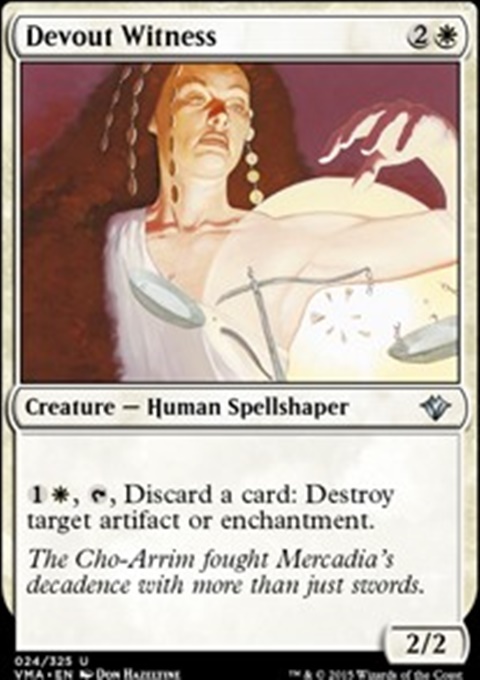 Devout Witness 2
Creature — Human Spellshaper
1 , , Discard a card: Destroy
target artifact or enchantment.
The Cho-Arrim fought Mercadia's
decadence with more than just swords.
2/2
024/325 U
VMA • EN Don Hazeltine ™ & © 2015 Wizards of the Coast